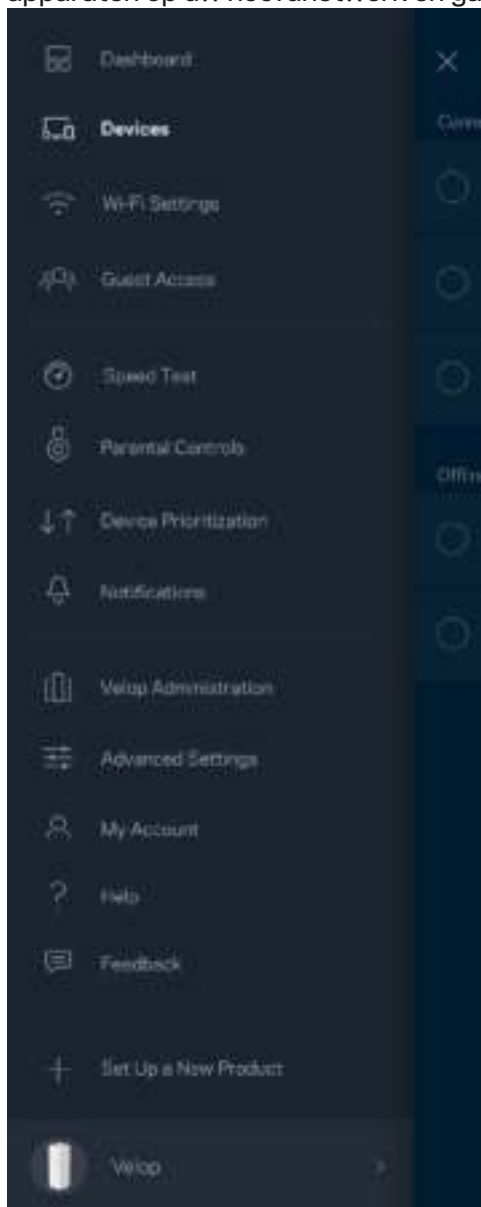 Dashboard
Devices
Wi-Fi Settings
Guest Access
Speed Test
Parental Controls
Device Prioritization
Notifications
Velop Administration
Advanced Settings
My Account
Help
Feedback
Set Up a New Product
Velop